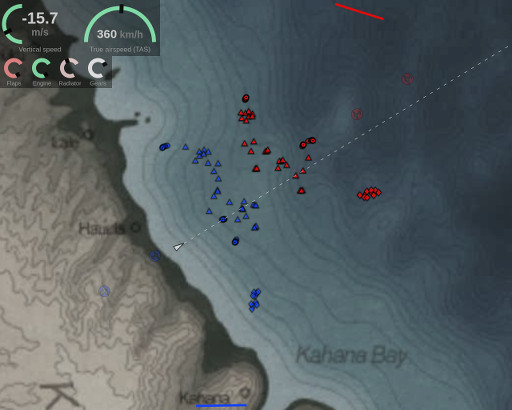 -15.7
m/s
Vertical speed
360 km/h
True airspeed (TAS)
Flaps
Engine
Radiator
Gears
Hauula
Kahana Bay
Kahana
K